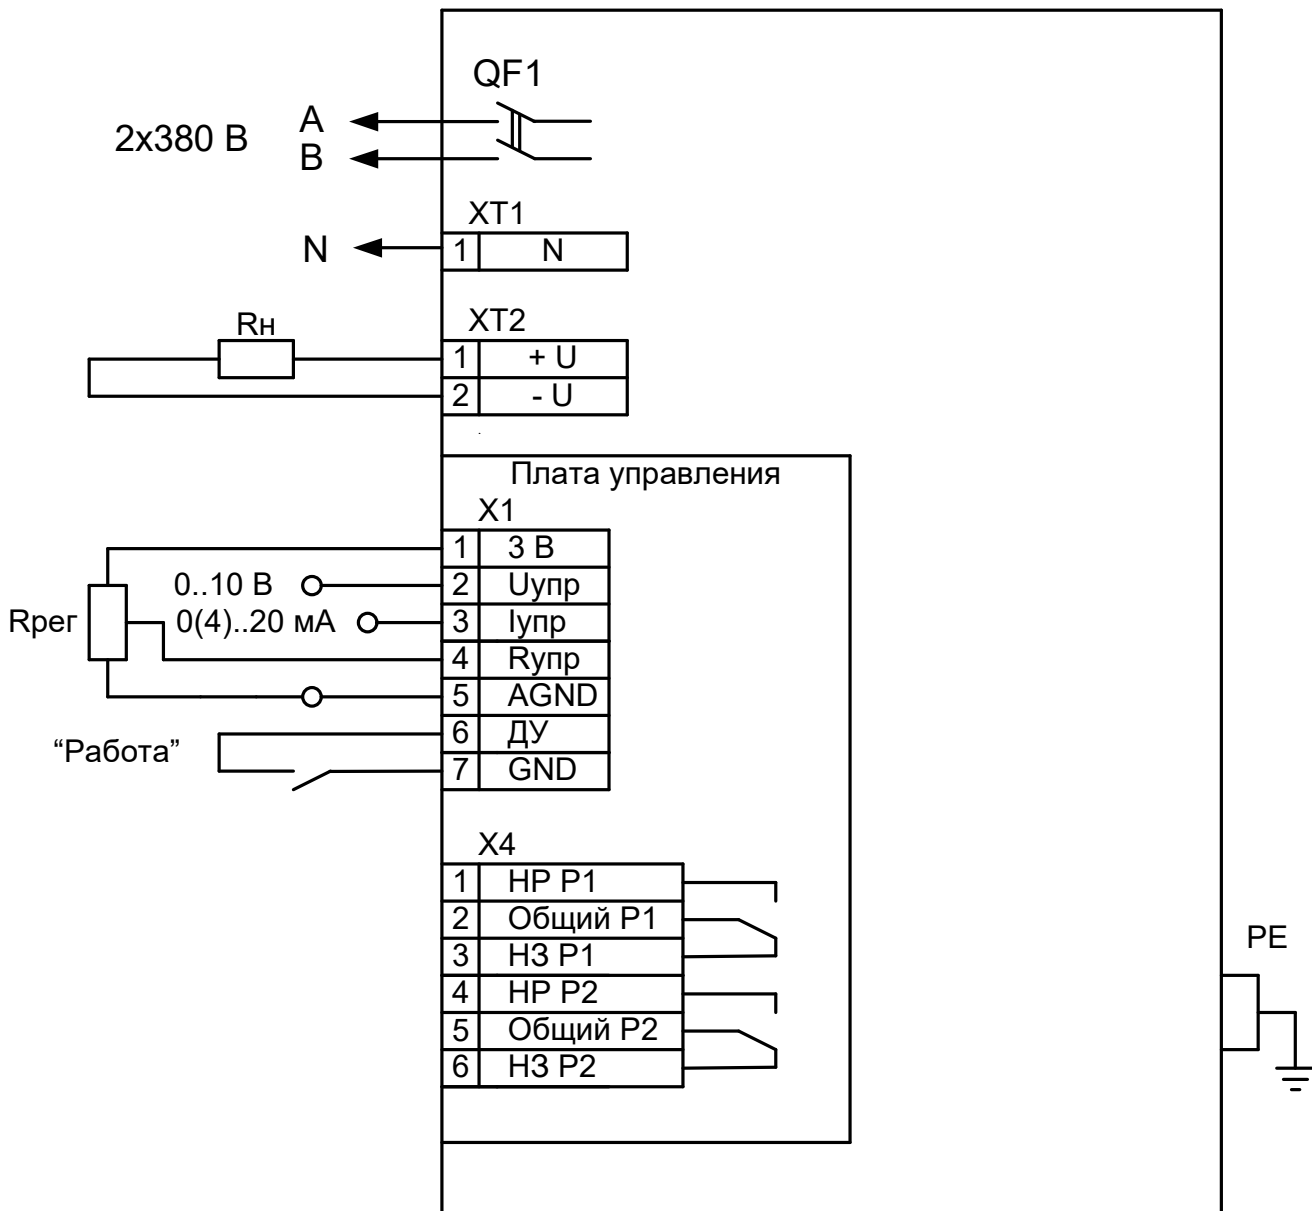 QF1
2x380 В
A
B
XT1
N
1 N
Rн
XT2
1 + U
2 - U
Плата управления
X1
1 3 В
0..10 В 2 Uупр
Rрег 0(4)..20 мА 3 Iупр
4 Rупр
5 AGND
“Работа” 6 ДУ
7 GND
X4
1 НР Р1
2 Общий Р1
3 НЗ Р1
4 НР Р2
5 Общий Р2
6 НЗ Р2
PE